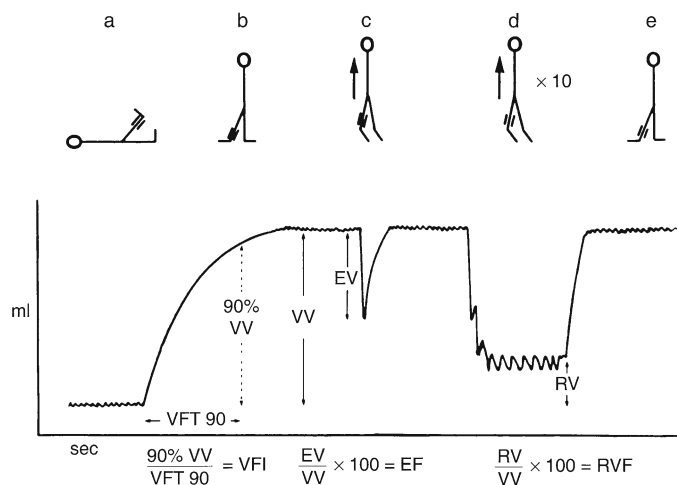 a b c d e
× 10
ml
90%
VV
VV
EV
RV
VFT 90
sec
90% VV / VFT 90 = VFI
EV / VV × 100 = EF
RV / VV × 100 = RVF